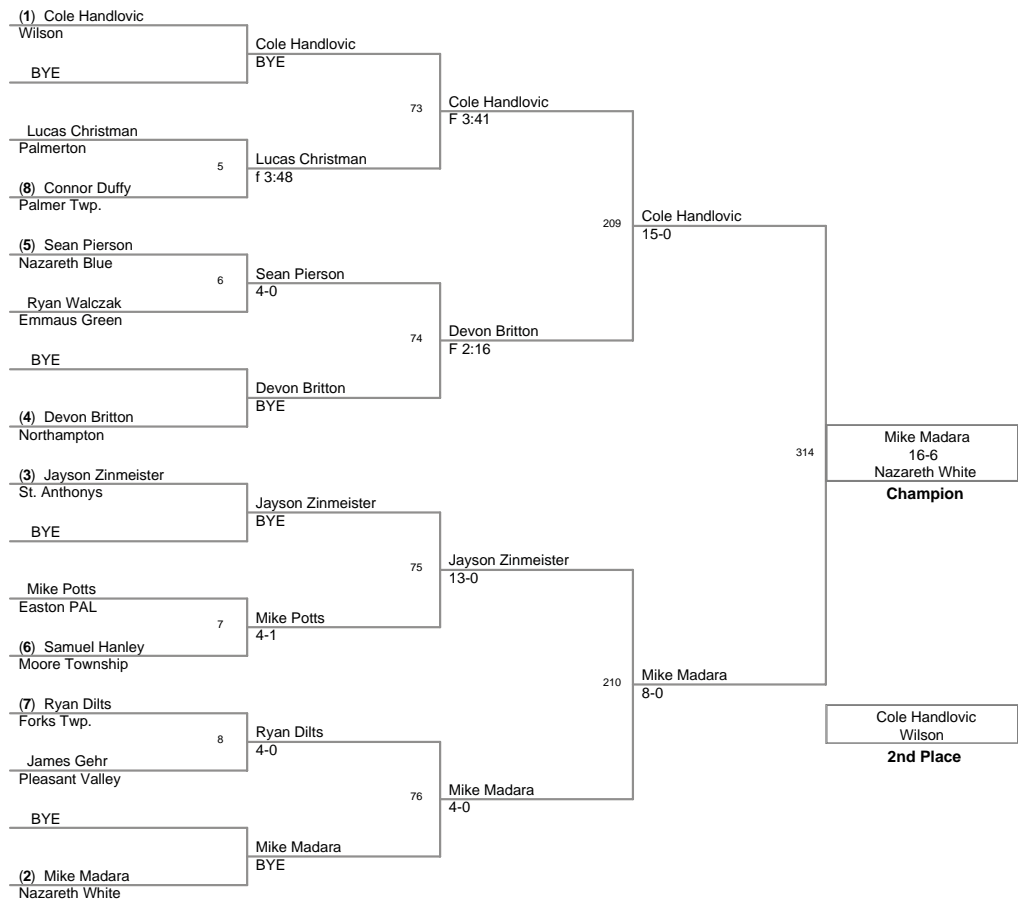 (1) Cole Handlovic
Wilson
BYE
Lucas Christman
Palmerton
(8) Connor Duffy
Palmer Twp.
(5) Sean Pierson
Nazareth Blue
Ryan Walczak
Emmaus Green
BYE
(4) Devon Britton
Northampton
(3) Jayson Zinmeister
St. Anthonys
BYE
Mike Potts
Easton PAL
(6) Samuel Hanley
Moore Township
(7) Ryan Dilts
Forks Twp.
James Gehr
Pleasant Valley
BYE
(2) Mike Madara
Nazareth White
5
6
7
8
Cole Handlovic
BYE
Lucas Christman
f 3:48
Sean Pierson
4-0
Devon Britton
BYE
Jayson Zinmeister
BYE
Mike Potts
4-1
Ryan Dilts
4-0
Mike Madara
BYE
73
74
75
76
Cole Handlovic
F 3:41
Devon Britton
F 2:16
Jayson Zinmeister
13-0
Mike Madara
4-0
209
210
Cole Handlovic
15-0
Mike Madara
8-0
314
Mike Madara
16-6
Nazareth White
Champion
Cole Handlovic
Wilson
2nd Place